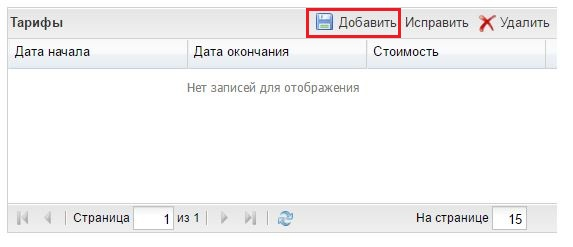 Тарифы Добавить Исправить Удалить
Дата начала Дата окончания Стоимость
Нет записей для отображения
Страница 1 из 1 На странице 15